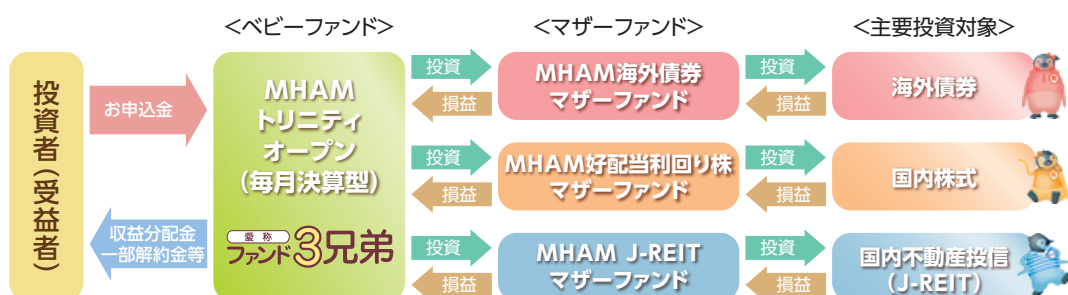 <ベビーファンド>
<マザーファンド>
<主要投資対象>
投資者(受益者)
お申込金
収益分配金
一部解約金等
MHAM
トリニティ
オープン
(毎月決算型)
愛称
ファンド3兄弟
投資
損益
MHAM海外債券
マザーファンド
投資
損益
海外債券
投資
損益
MHAM好配当利回り株
マザーファンド
投資
損益
国内株式
投資
損益
MHAM J-REIT
マザーファンド
投資
損益
国内不動産投信
(J-REIT)